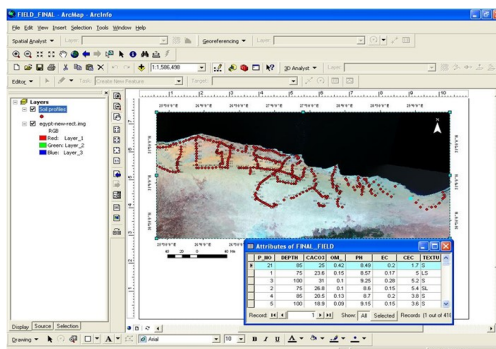 FIELD_FINAL - ArcMap - ArcInfo
File Edit View Insert Selection Tools Window Help
Spatial Analyst Layer: Georeferencing Layer:
1:1,586,498 3D Analyst Layer:
Editor Task: Create New Feature Target:
Layers
Soil profiles
egypt-new-rect.img
RGB
Red: Layer_1
Green: Layer_2
Blue: Layer_3
N
Attributes of FINAL_FIELD
P_NO DEPTH CACO3 OM_ PH EC CEC TEXTU
21 85 25 0.42 8.49 0.2 1.7 S
1 75 23.6 0.15 8.57 0.17 5 LS
3 100 31 0.1 9.25 0.28 5.2 S
2 75 26.8 0.1 8.6 0.15 5.4 SL
4 85 20.5 0.13 8.7 0.2 3.8 S
5 100 18.9 0.09 9.15 0.15 3.6 S
Record: 1 Show: All Selected Records (1 out of 418
Display Source Selection
Drawing Arial 10 B I U A